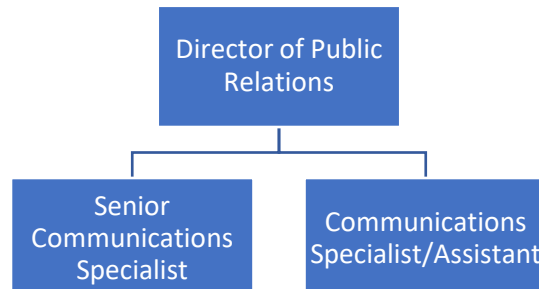 Director of Public
Relations
Senior
Communications
Specialist
Communications
Specialist/Assistant